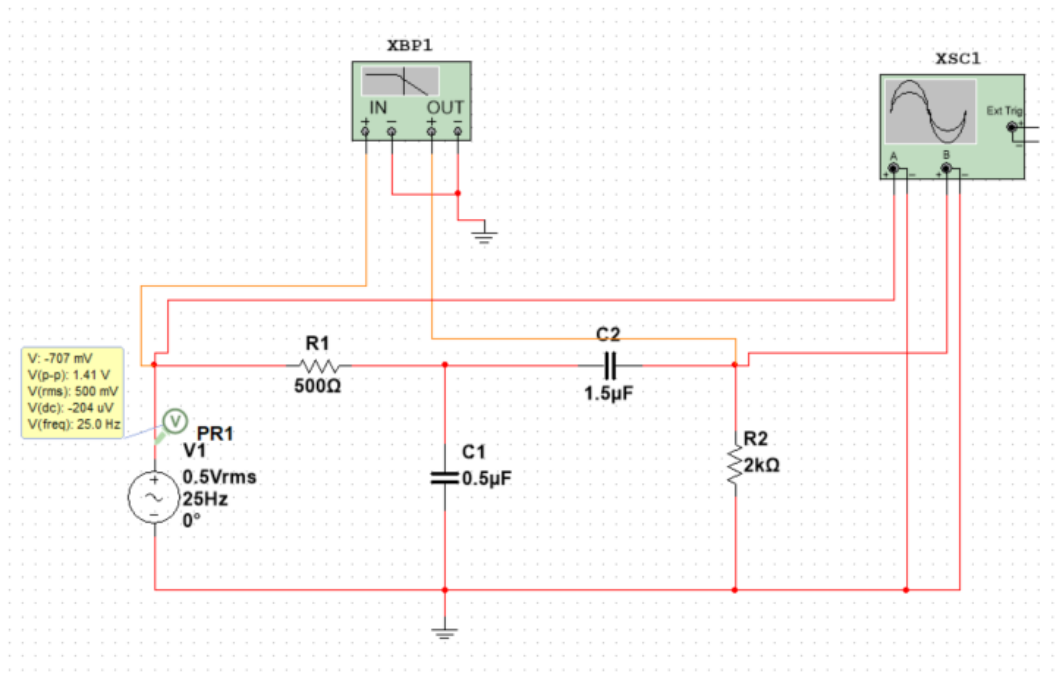 XBP1
IN OUT
+ − + −
XSC1
Ext Trig
+
−
A B
+ − + −
C2
1.5µF
R1
500Ω
V: -707 mV
V(p-p): 1.41 V
V(rms): 500 mV
V(dc): -204 uV
V(freq): 25.0 Hz
V
PR1
V1
0.5Vrms
25Hz
0°
+
−
C1
0.5µF
R2
2kΩ